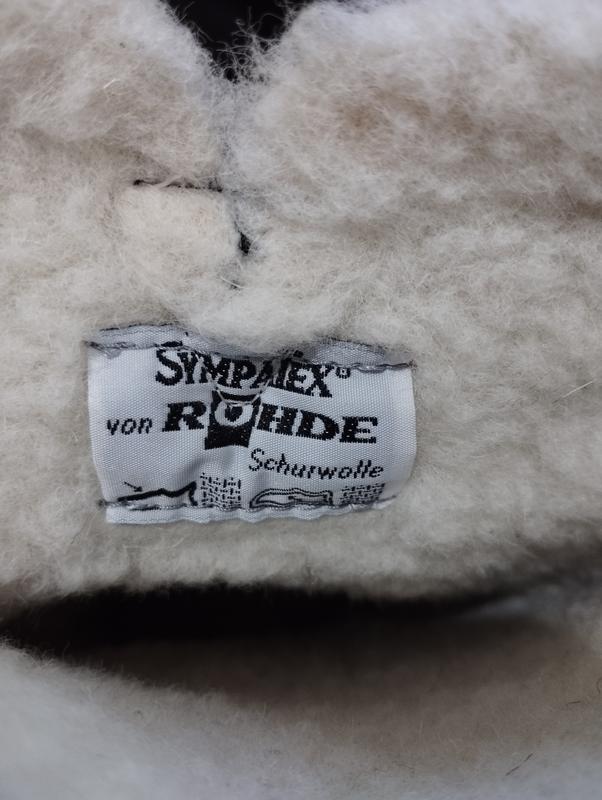 SYMPATEX®
von ROHDE
Schurwolle